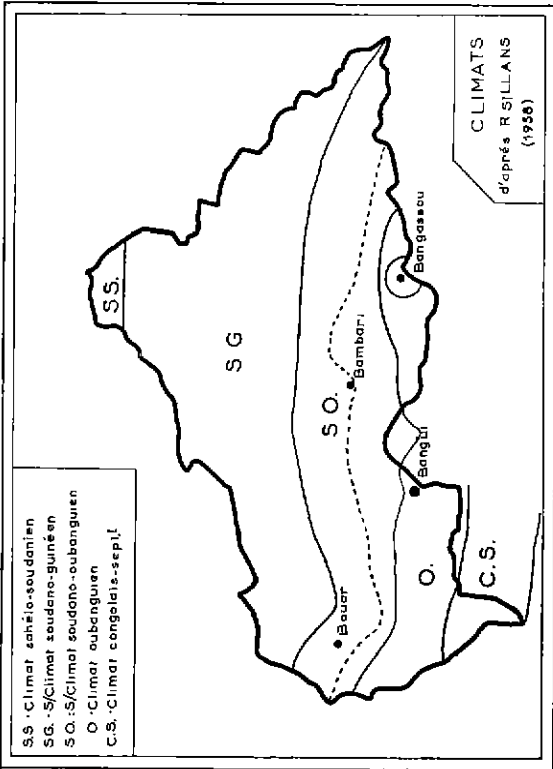 S.S.·Climat sahélo-soudanien
SG.·S/Climat soudano-guinéen
S.O.:S/Climat soudano-oubanguien
O·Climat oubanguien
C.S.·Climat congolais-sept!
S S.
S G
S O.
O.
C.S.
Bouar
Bambari
Bangui
Bangassou
CLIMATS
d'après R SILLANS
(1958)